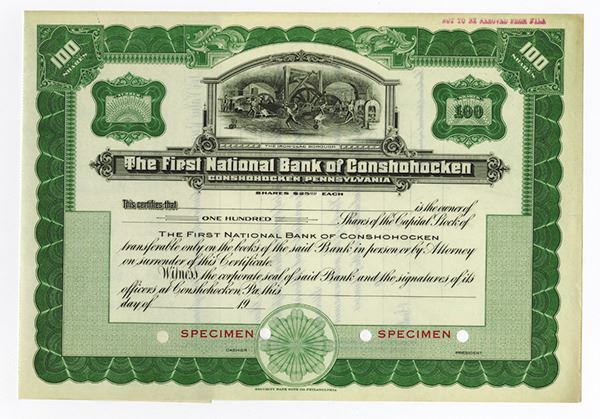 NOT TO BE REMOVED FROM FILE
100 SHARES
100 SHARES
100
THE IRONCLAD BOROUGH
The First National Bank of Conshohocken
CONSHOHOCKEN PENNSYLVANIA
SHARES $25.00 EACH
This certifies that is the owner of
ONE HUNDRED Shares of the Capital Stock of
THE FIRST NATIONAL BANK OF CONSHOHOCKEN
transferable only on the books of the said Bank in person or by Attorney
on surrender of this Certificate.
Witness the corporate seal of said Bank and the signatures of its
officers at Conshohocken, Pa. this
day of 19
SPECIMEN SPECIMEN
CASHIER PRESIDENT
SECURITY BANK NOTE CO. PHILADELPHIA